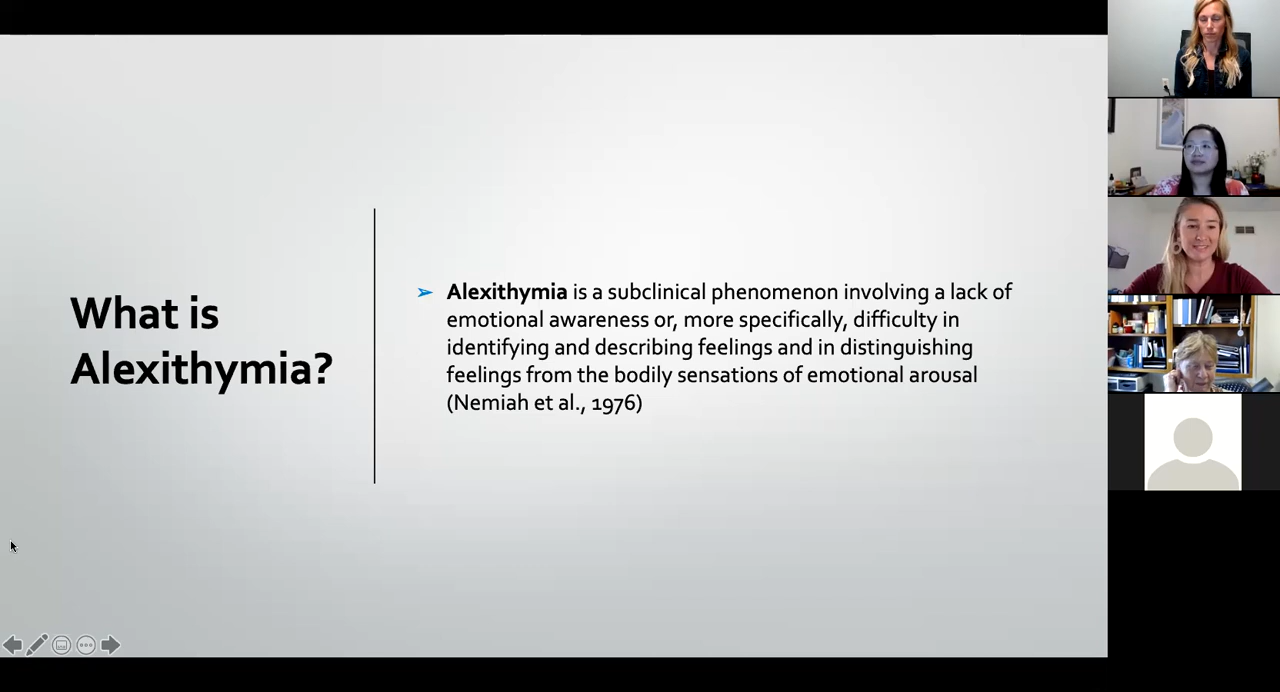 What is
Alexithymia?
➢ Alexithymia is a subclinical phenomenon involving a lack of
emotional awareness or, more specifically, difficulty in
identifying and describing feelings and in distinguishing
feelings from the bodily sensations of emotional arousal
(Nemiah et al., 1976)